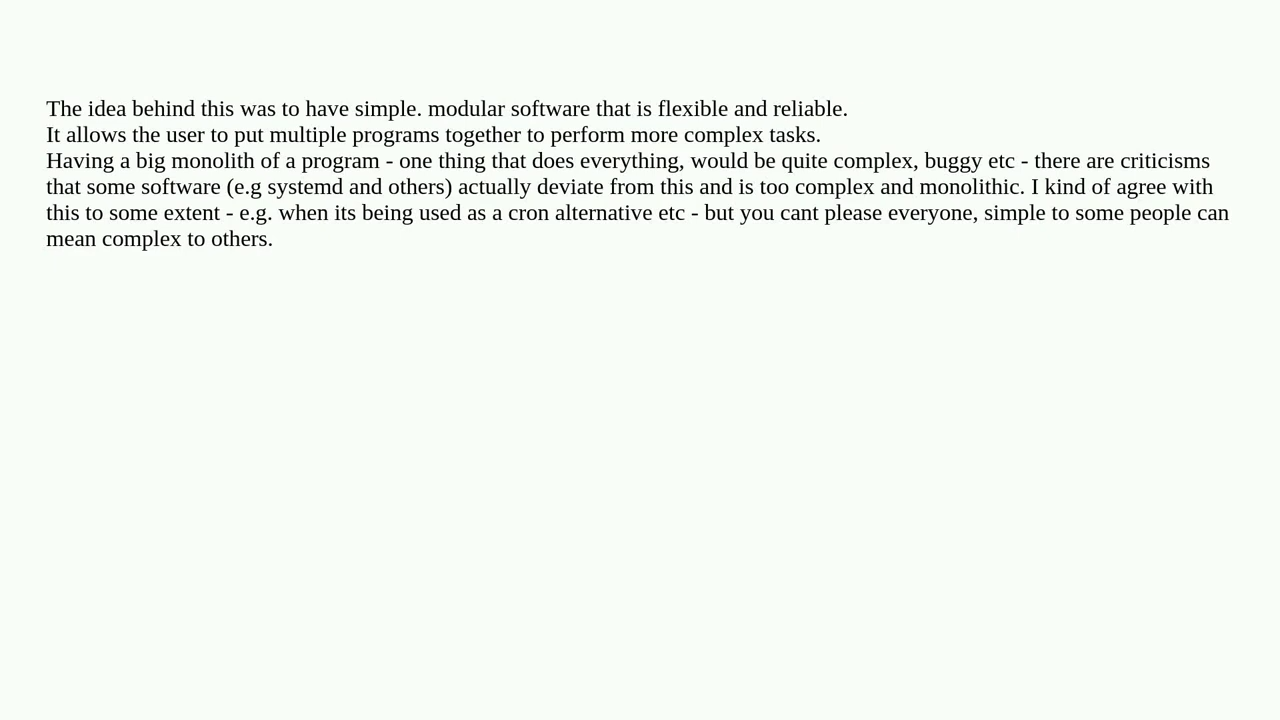 The idea behind this was to have simple. modular software that is flexible and reliable.
It allows the user to put multiple programs together to perform more complex tasks.
Having a big monolith of a program - one thing that does everything, would be quite complex, buggy etc - there are criticisms
that some software (e.g systemd and others) actually deviate from this and is too complex and monolithic. I kind of agree with
this to some extent - e.g. when its being used as a cron alternative etc - but you cant please everyone, simple to some people can
mean complex to others.